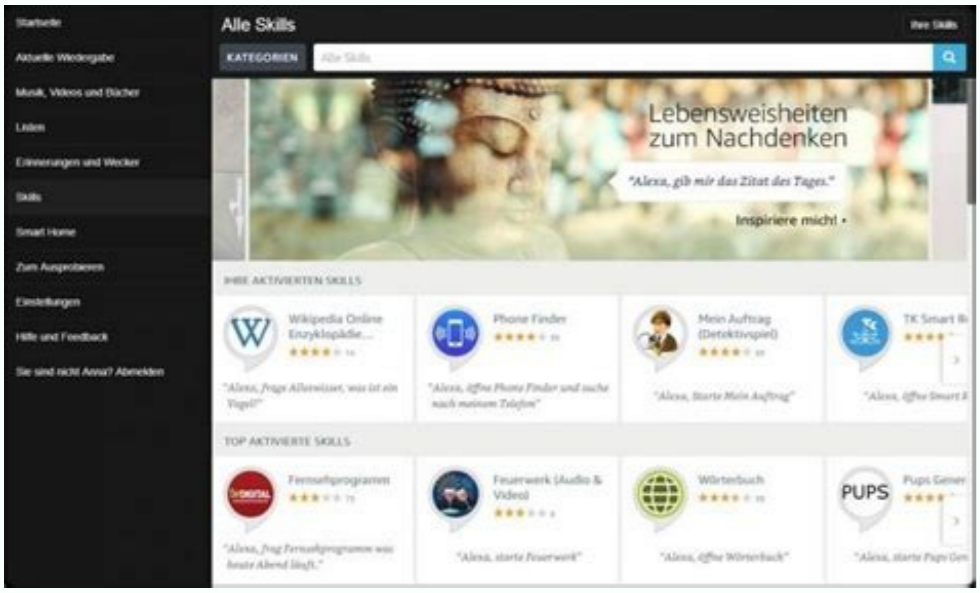 Startseite
Aktuelle Wiedergabe
Musik, Videos und Bücher
Listen
Erinnerungen und Wecker
Skills
Smart Home
Zum Ausprobieren
Einstellungen
Hilfe und Feedback
Sie sind nicht Anna? Abmelden
Alle Skills
Ihre Skills
KATEGORIEN
Alle Skills
Lebensweisheiten
zum Nachdenken
"Alexa, gib mir das Zitat des Tages."
Inspiriere mich!
IHRE AKTIVIERTEN SKILLS
Wikipedia Online
Enzyklopädie...
"Alexa, frage Alleswisser, was ist ein
Vogel?"
Phone Finder
"Alexa, öffne Phone Finder und suche
nach meinem Telefon"
Mein Auftrag
(Detektivspiel)
"Alexa, Starte Mein Auftrag"
TK Smart
"Alexa, öffne Smart
TOP AKTIVIERTE SKILLS
Fernsehprogramm
"Alexa, frag Fernsehprogramm was
heute Abend läuft."
Feuerwerk (Audio &
Video)
"Alexa, starte Feuerwerk"
Wörterbuch
"Alexa, öffne Wörterbuch"
PUPS
Pups Gener
"Alexa, starte Pups Gen